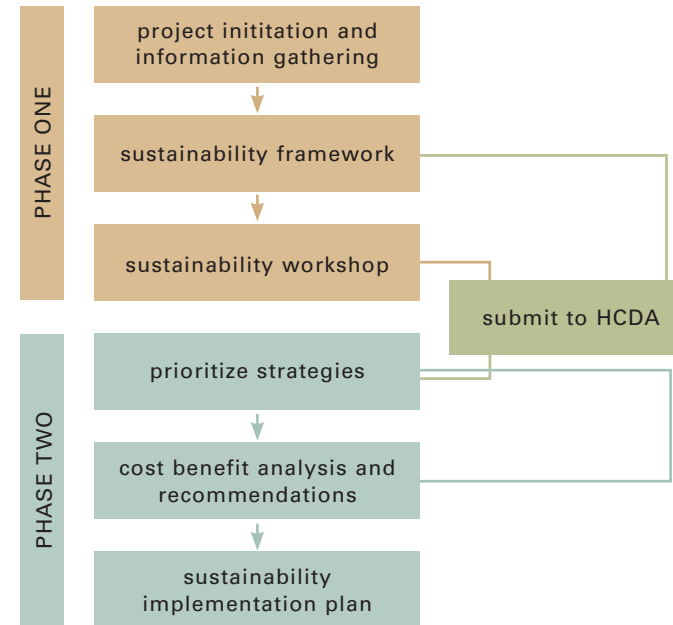 PHASE ONE
project inititation and
information gathering
sustainability framework
sustainability workshop
submit to HCDA
PHASE TWO
prioritize strategies
cost benefit analysis and
recommendations
sustainability
implementation plan